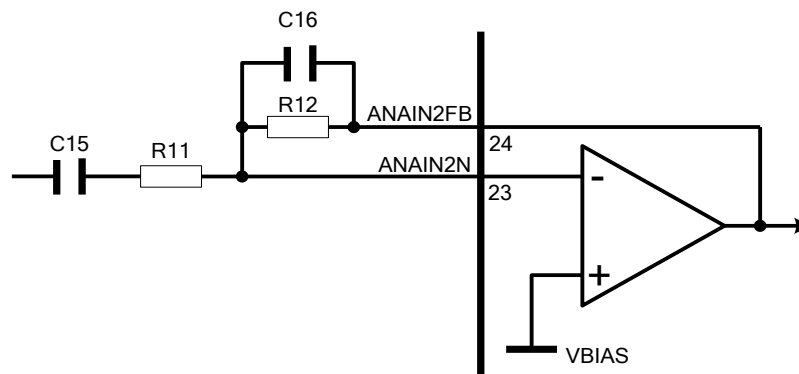 C16
R12
ANAIN2FB
24
C15
R11
ANAIN2N
23
-
+
VBIAS